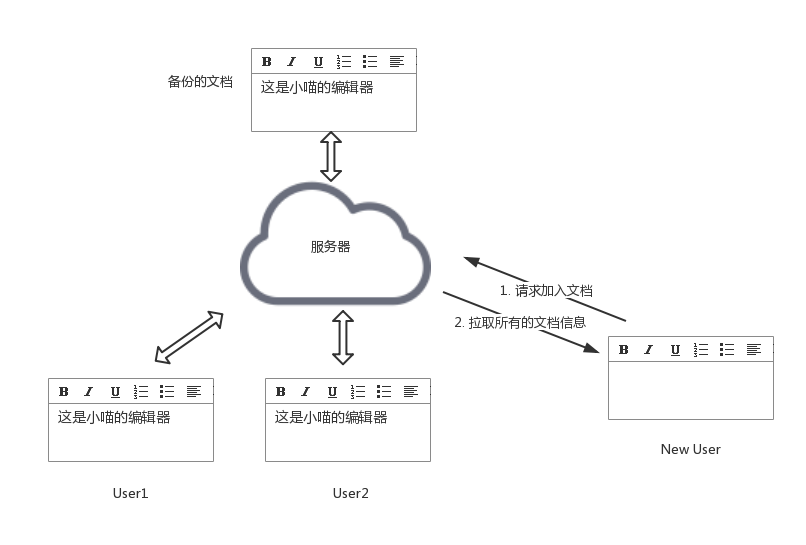 B I U
备份的文档
这是小喵的编辑器
服务器
1. 请求加入文档
2. 拉取所有的文档信息
B I U
B I U
B I U
这是小喵的编辑器
这是小喵的编辑器
New User
User1
User2